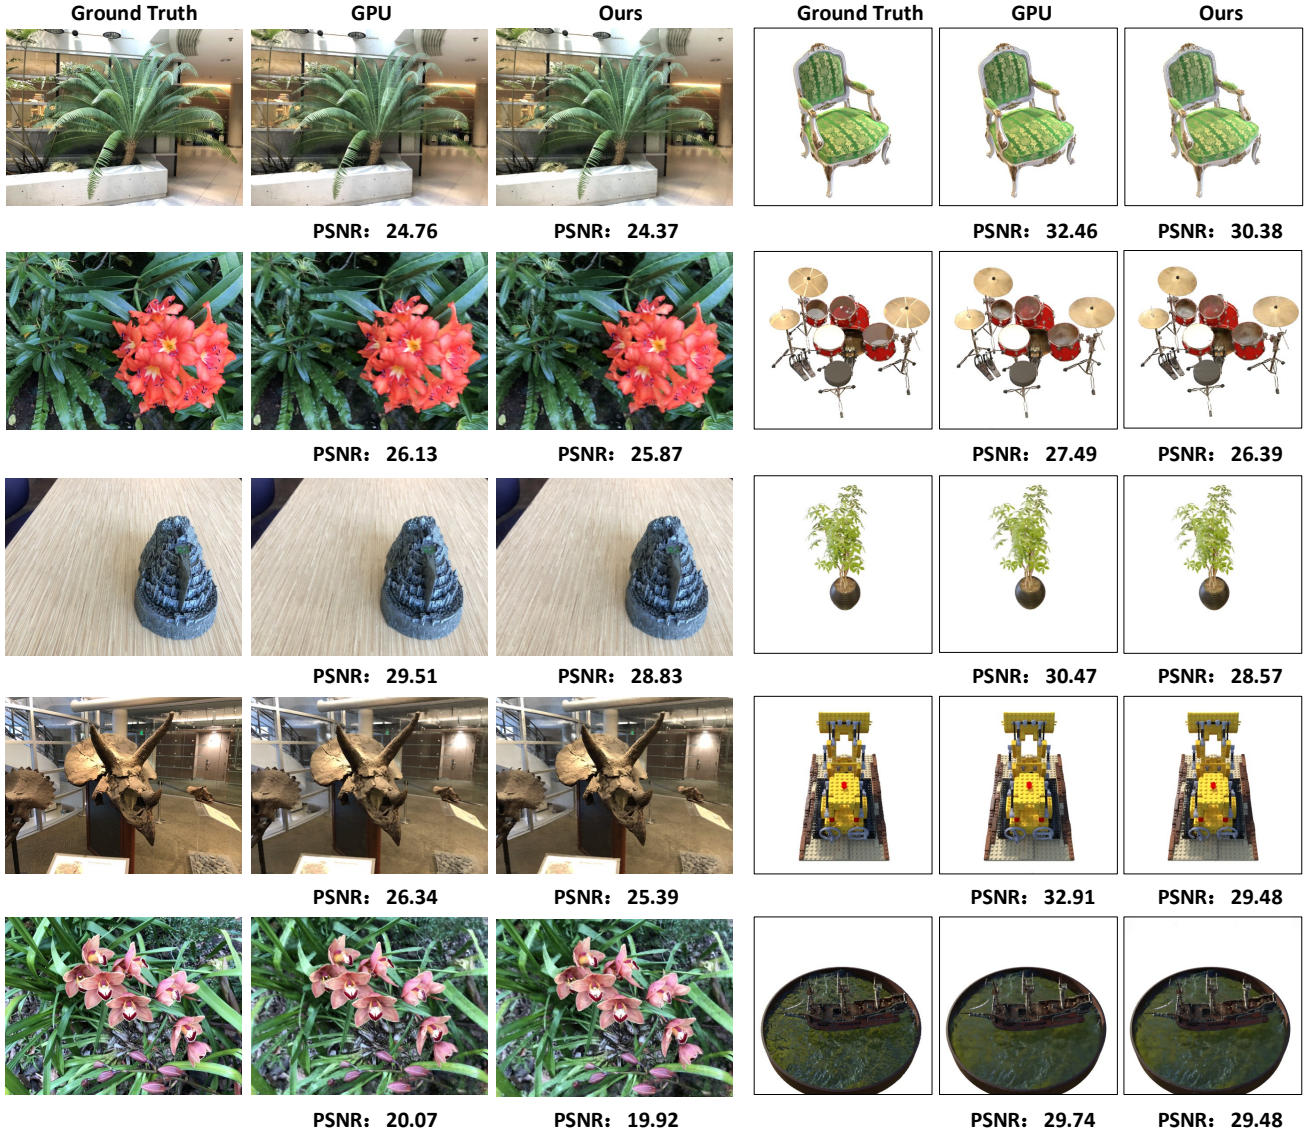 Ground Truth GPU Ours Ground Truth GPU Ours
PSNR： 24.76 PSNR： 24.37 PSNR： 32.46 PSNR： 30.38
PSNR： 26.13 PSNR： 25.87 PSNR： 27.49 PSNR： 26.39
PSNR： 29.51 PSNR： 28.83 PSNR： 30.47 PSNR： 28.57
PSNR： 26.34 PSNR： 25.39 PSNR： 32.91 PSNR： 29.48
PSNR： 20.07 PSNR： 19.92 PSNR： 29.74 PSNR： 29.48